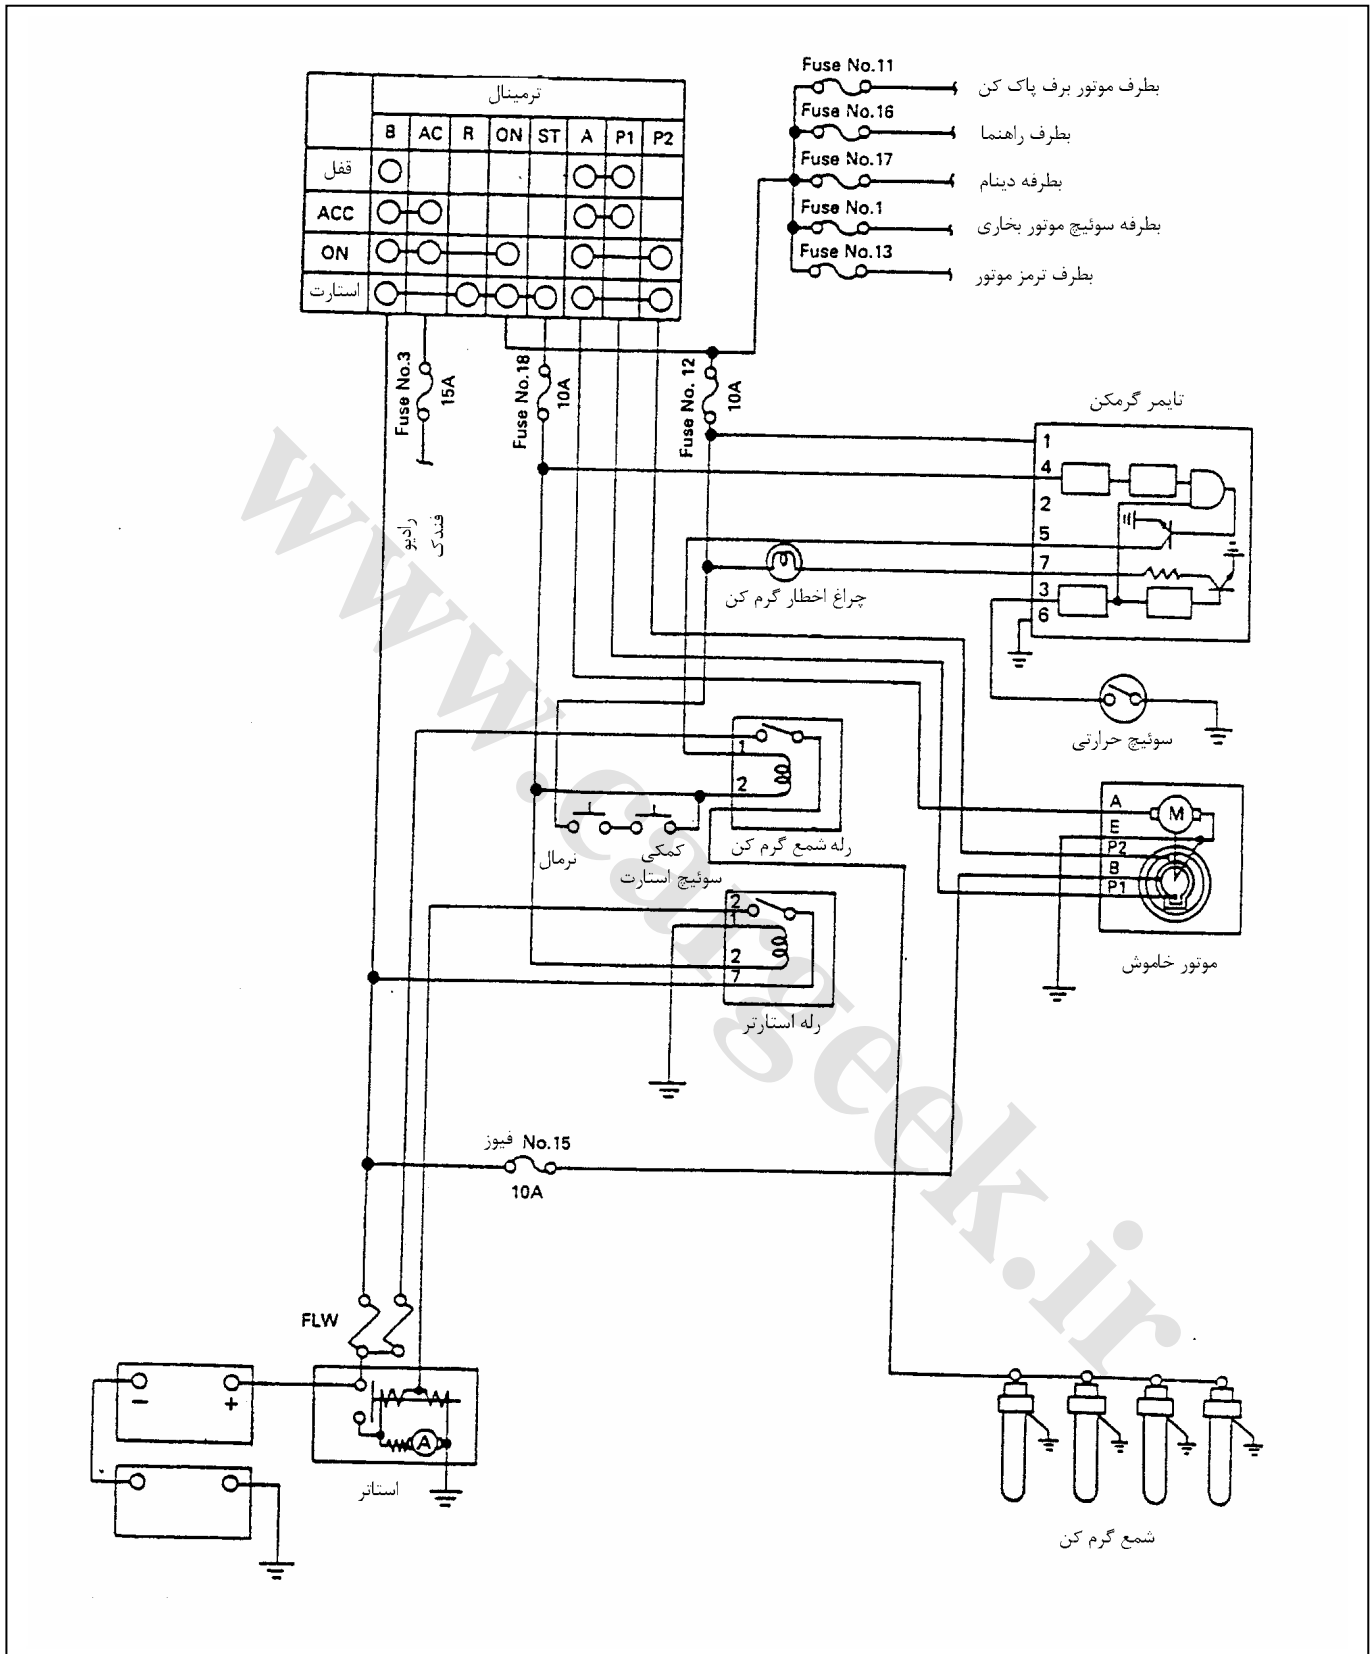 ترمینال
B AC R ON ST A P1 P2
قفل
ACC
ON
استارت
Fuse No.11
بطرف موتور برف پاک کن
Fuse No.16
بطرف راهنما
Fuse No.17
بطرفه دینام
Fuse No.1
بطرفه سوئیچ موتور بخاری
Fuse No.13
بطرف ترمز موتور
Fuse No.3
15A
Fuse No.18
10A
Fuse No. 12
10A
رادیو
فندک
تایمر گرمکن
1
4
2
5
7
3
6
چراغ اخطار گرم کن
سوئیچ حرارتی
1
2
رله شمع گرم کن
نرمال
کمکی
سوئیچ استارت
A
E
P2
B
P1
M
موتور خاموش
2
1
2
7
رله استارتر
فیوز No.15
10A
FLW
− +
A
استاتر
شمع گرم کن
www.cargeek.ir